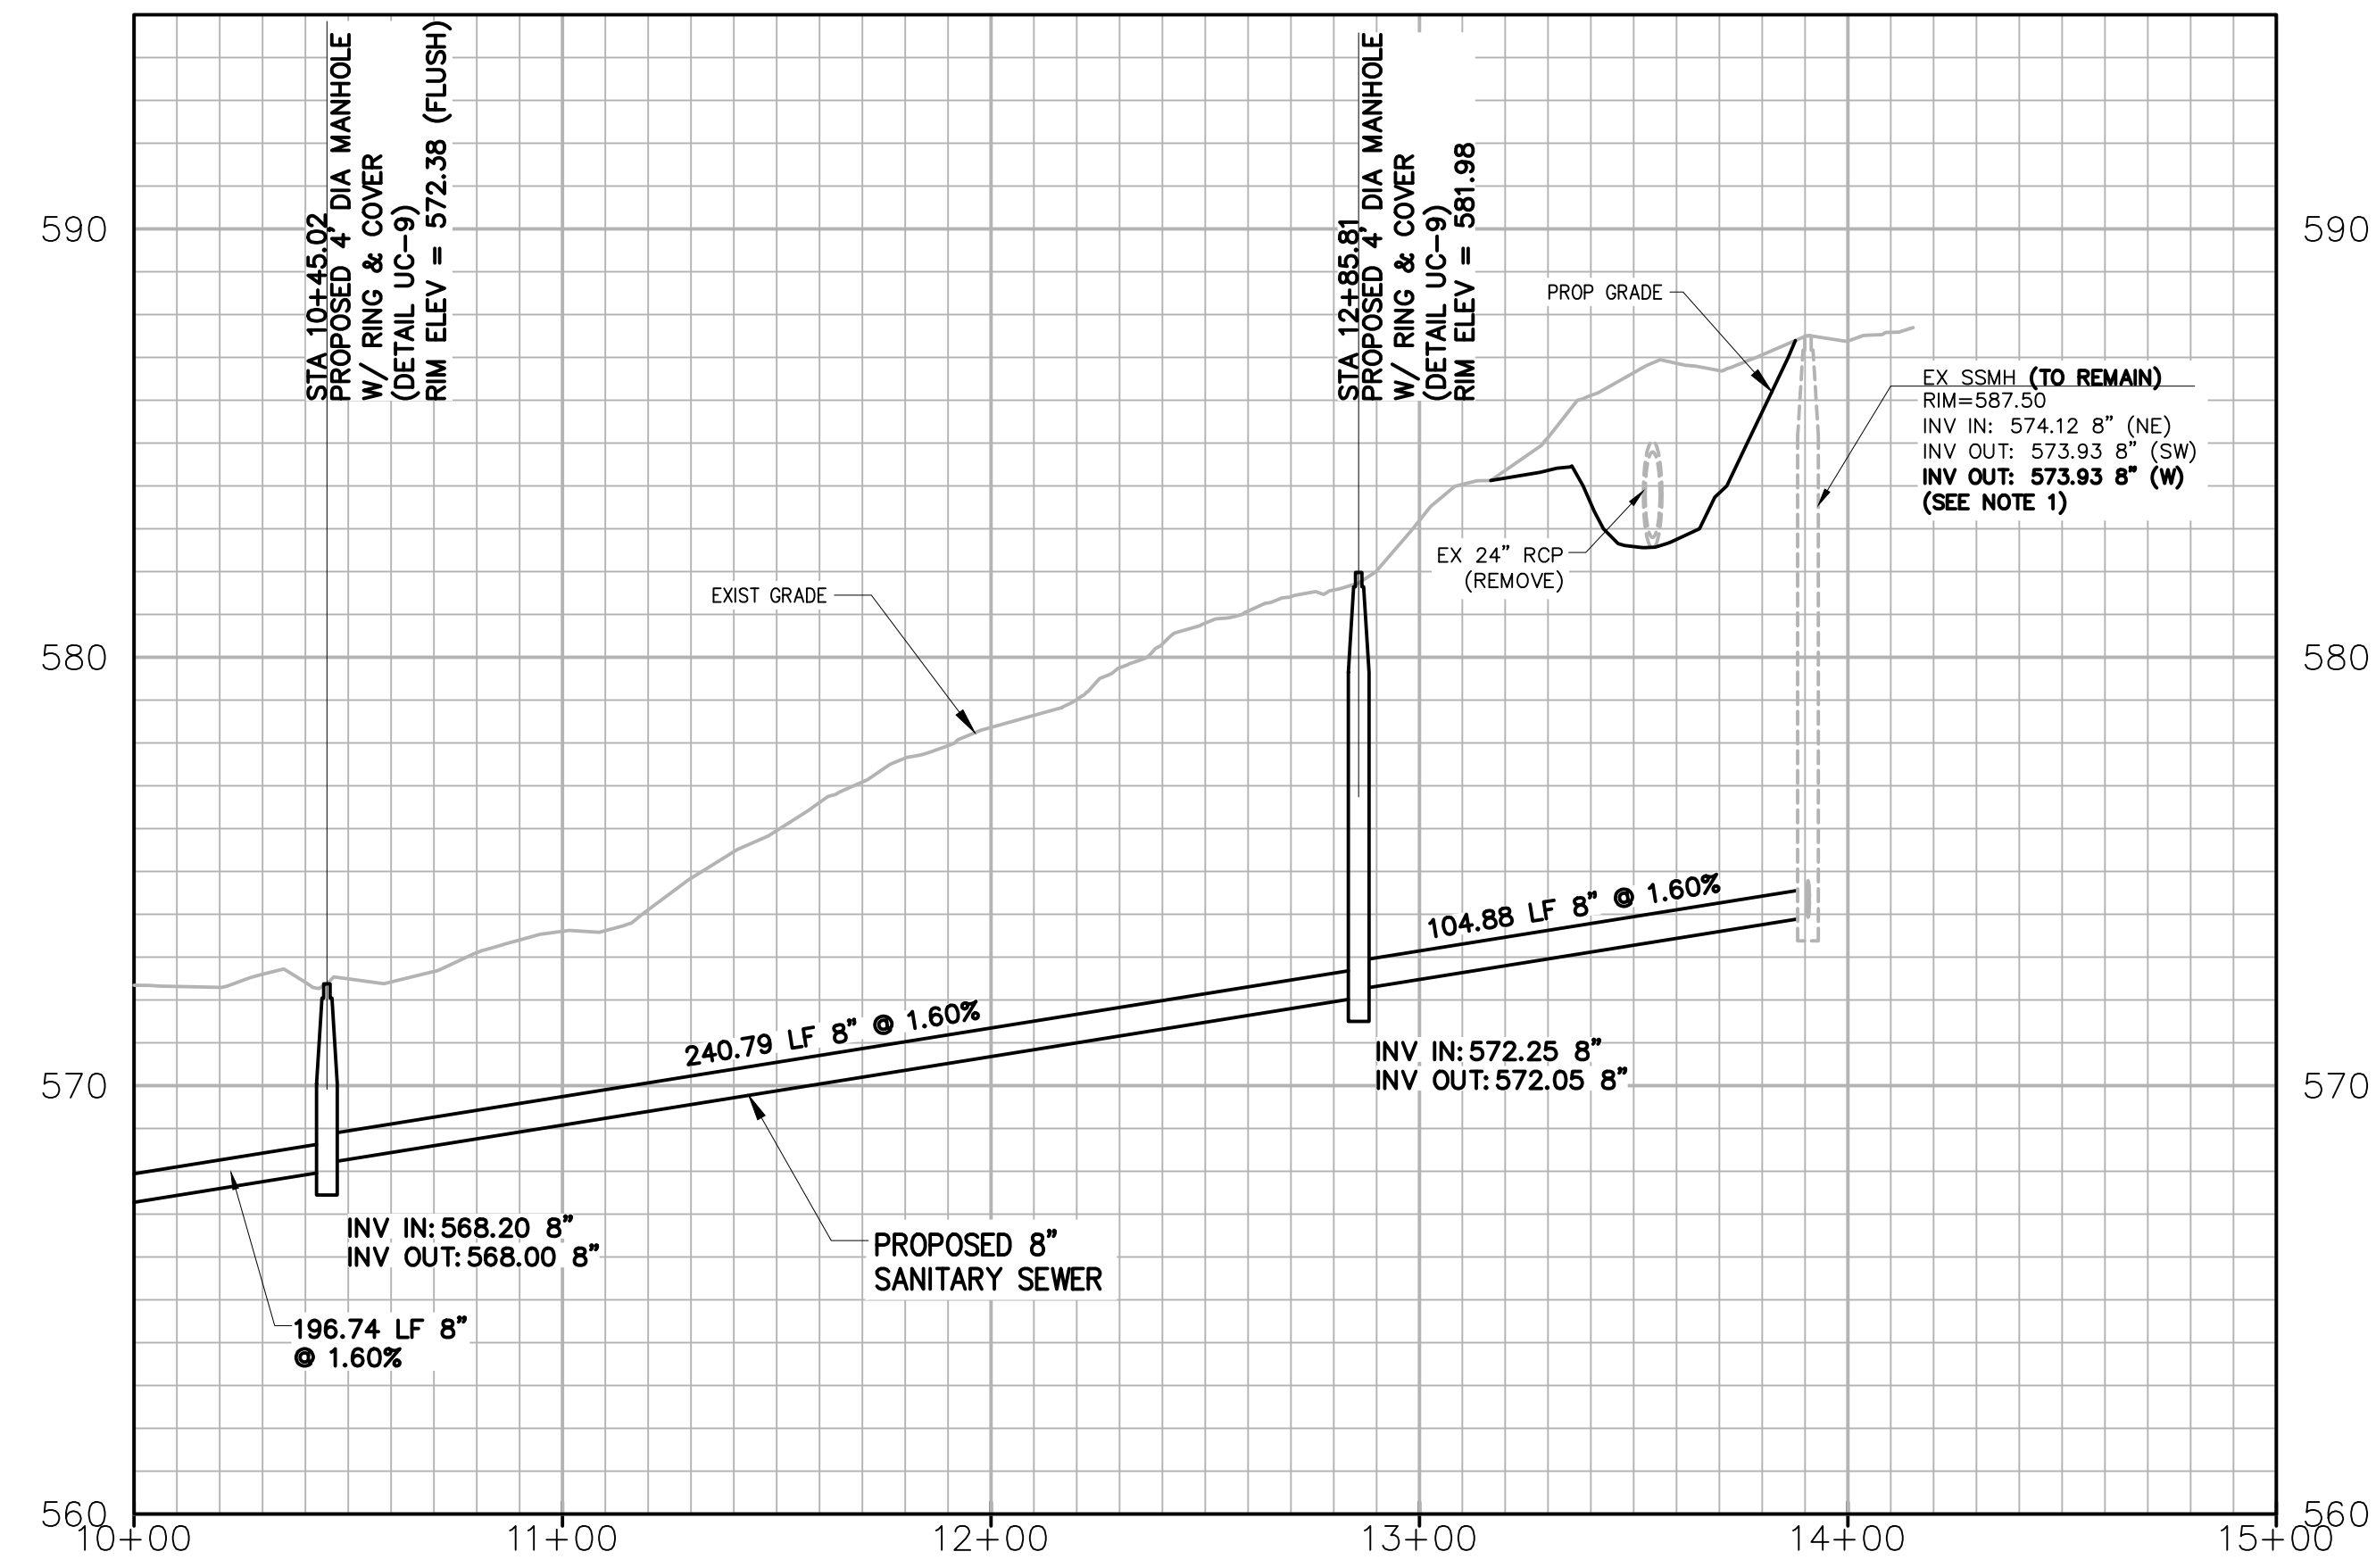 STA 10+45.02
PROPOSED 4' DIA MANHOLE
W/ RING & COVER
(DETAIL UC-9)
RIM ELEV = 572.38 (FLUSH)
STA 12+85.81
PROPOSED 4' DIA MANHOLE
W/ RING & COVER
(DETAIL UC-9)
RIM ELEV = 581.98
590
590
PROP GRADE
EX SSMH (TO REMAIN)
RIM=587.50
INV IN: 574.12 8" (NE)
INV OUT: 573.93 8" (SW)
INV OUT: 573.93 8" (W)
(SEE NOTE 1)
EX 24" RCP
(REMOVE)
EXIST GRADE
580
580
104.88 LF 8" @ 1.60%
240.79 LF 8" @ 1.60%
INV IN: 572.25 8"
INV OUT: 572.05 8"
570
570
INV IN: 568.20 8"
INV OUT: 568.00 8"
PROPOSED 8"
SANITARY SEWER
196.74 LF 8"
@ 1.60%
560
560
10+00
11+00
12+00
13+00
14+00
15+00